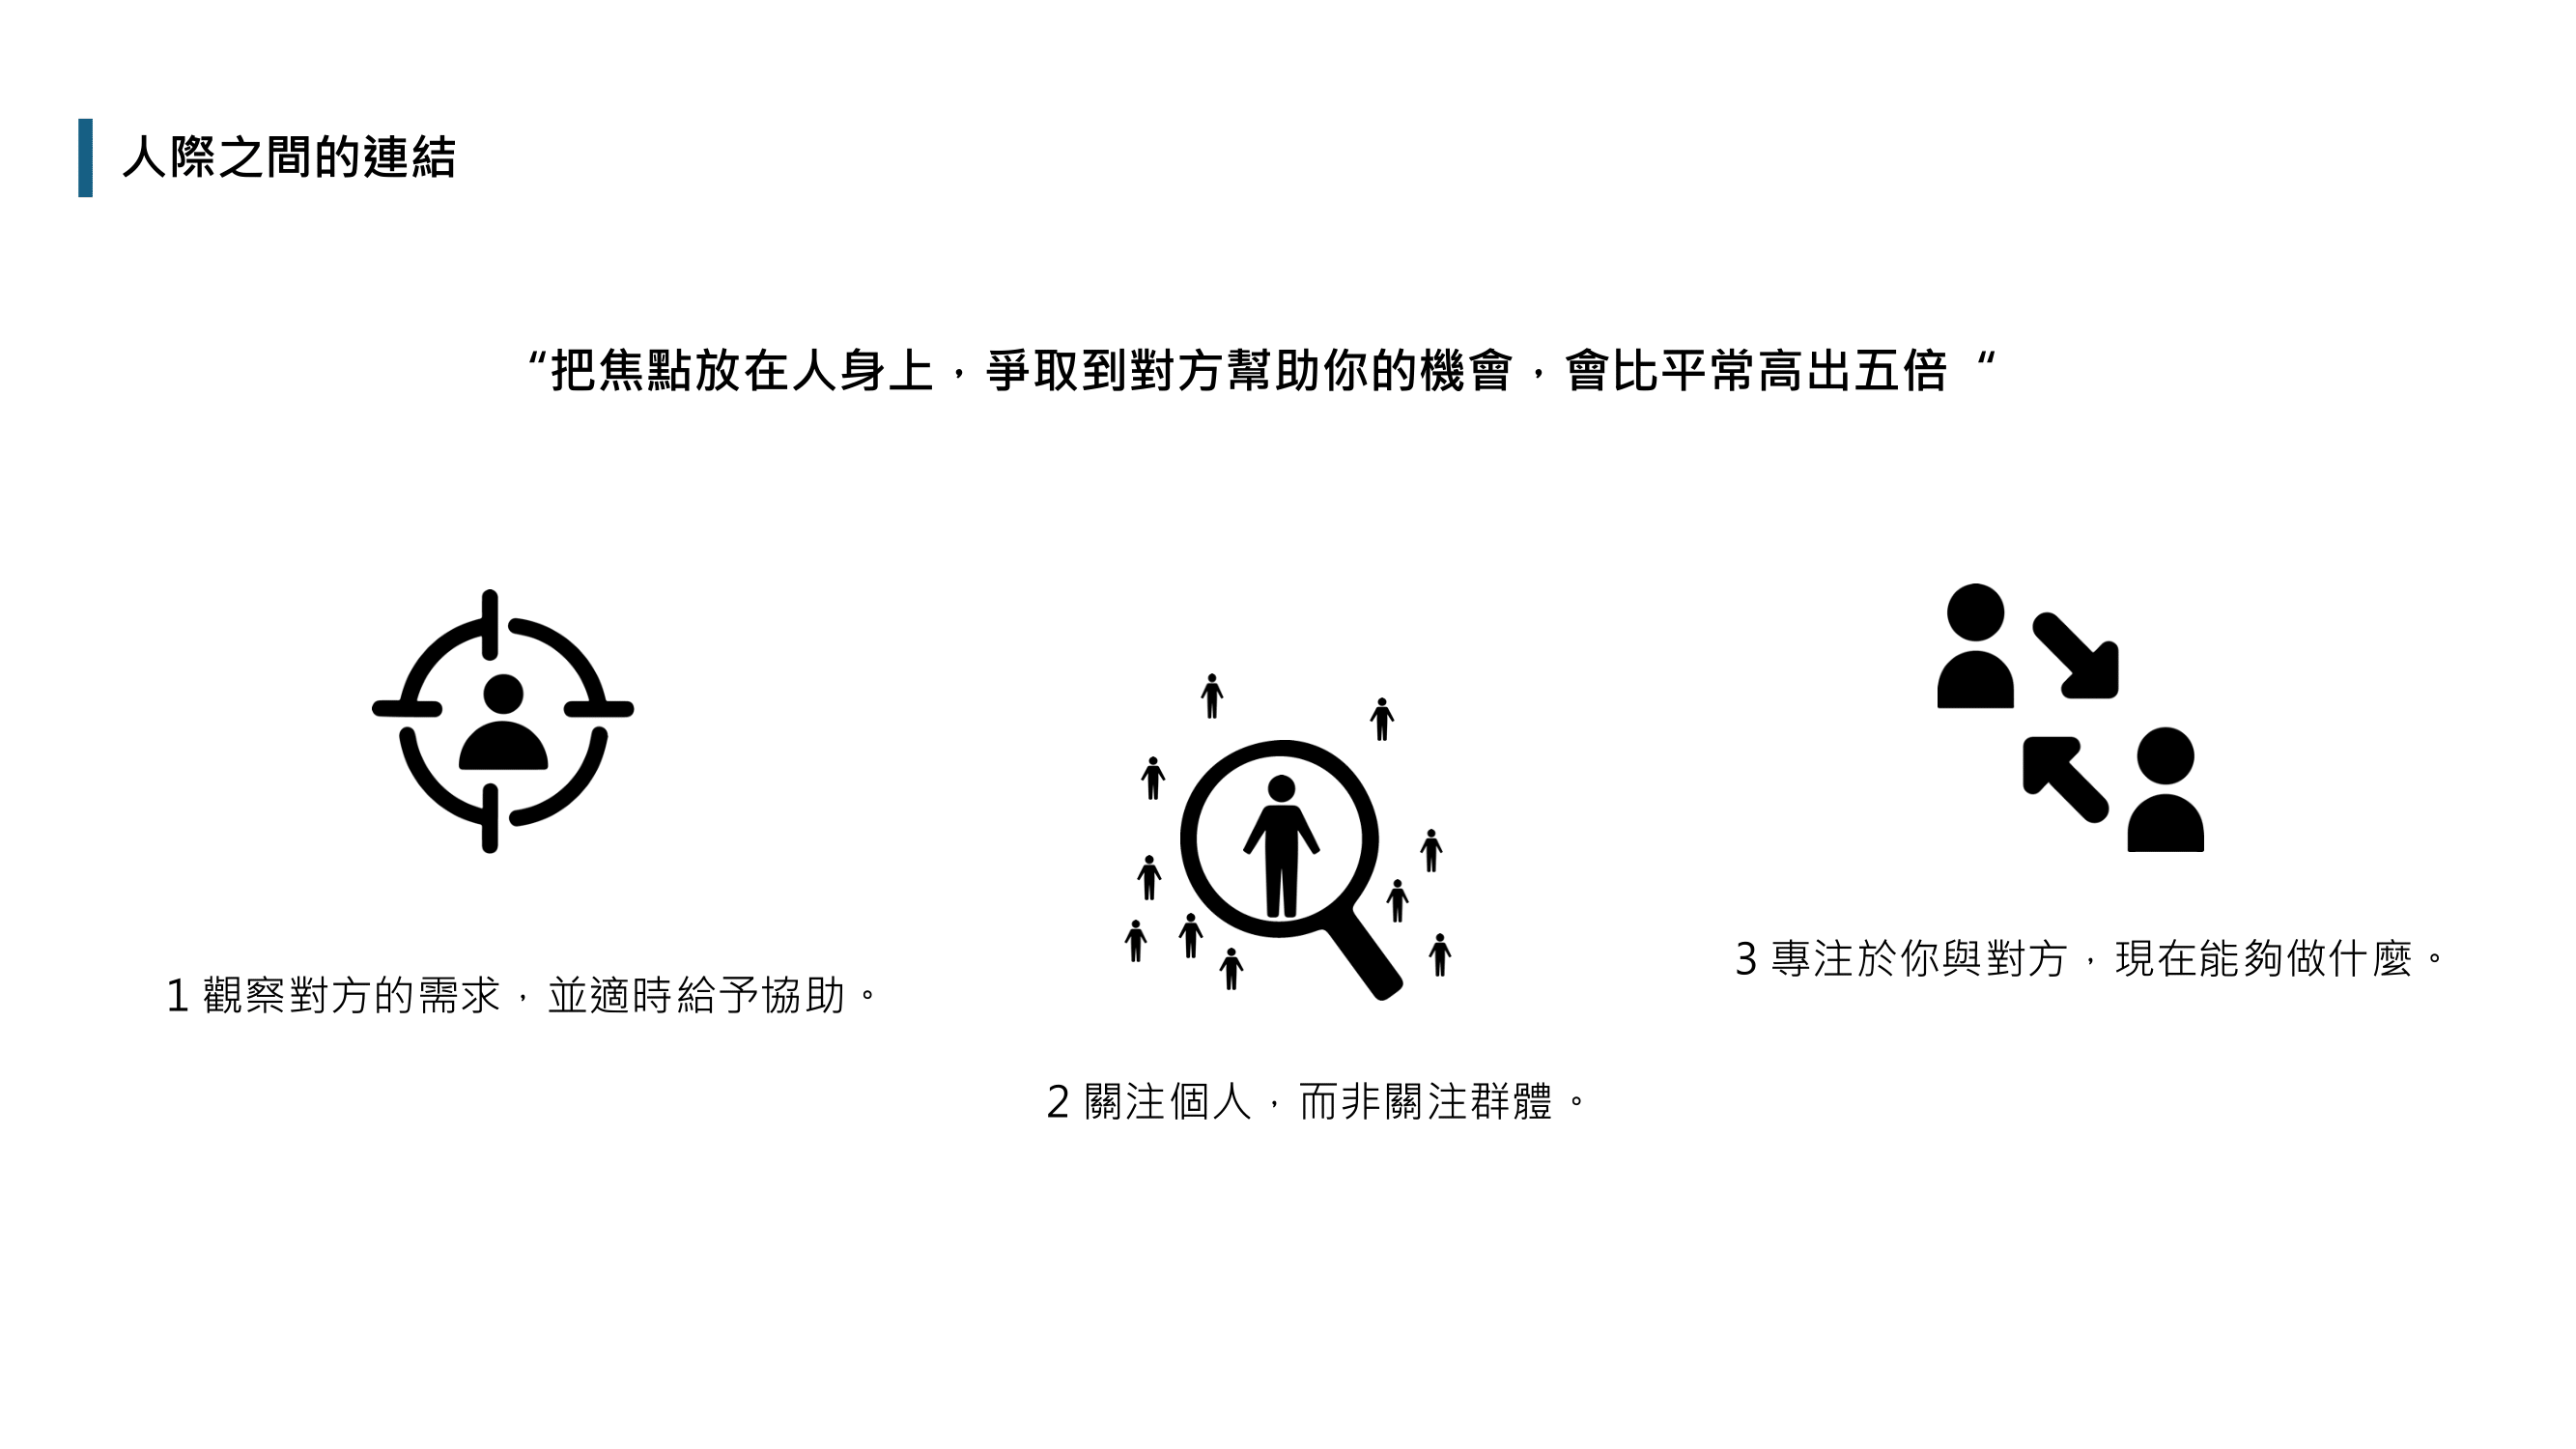 人際之間的連結
“把焦點放在人身上，爭取到對方幫助你的機會，會比平常高出五倍 “
1 觀察對方的需求，並適時給予協助。
2 關注個人，而非關注群體。
3 專注於你與對方，現在能夠做什麼。